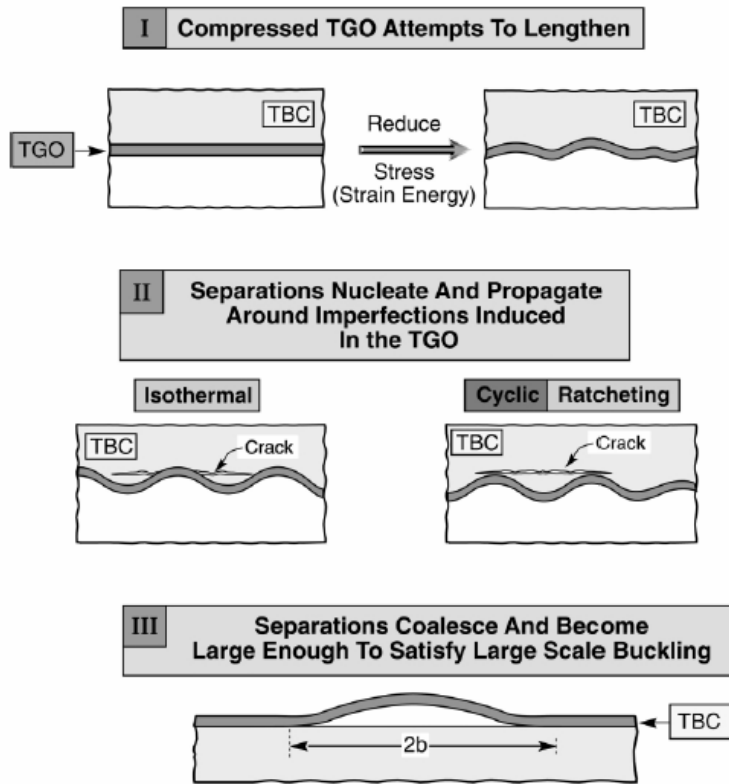 I Compressed TGO Attempts To Lengthen
TBC
TGO
Reduce
Stress
(Strain Energy)
TBC
II Separations Nucleate And Propagate
Around Imperfections Induced
In the TGO
Isothermal
Cyclic Ratcheting
TBC
Crack
TBC
Crack
III Separations Coalesce And Become
Large Enough To Satisfy Large Scale Buckling
TBC
2b